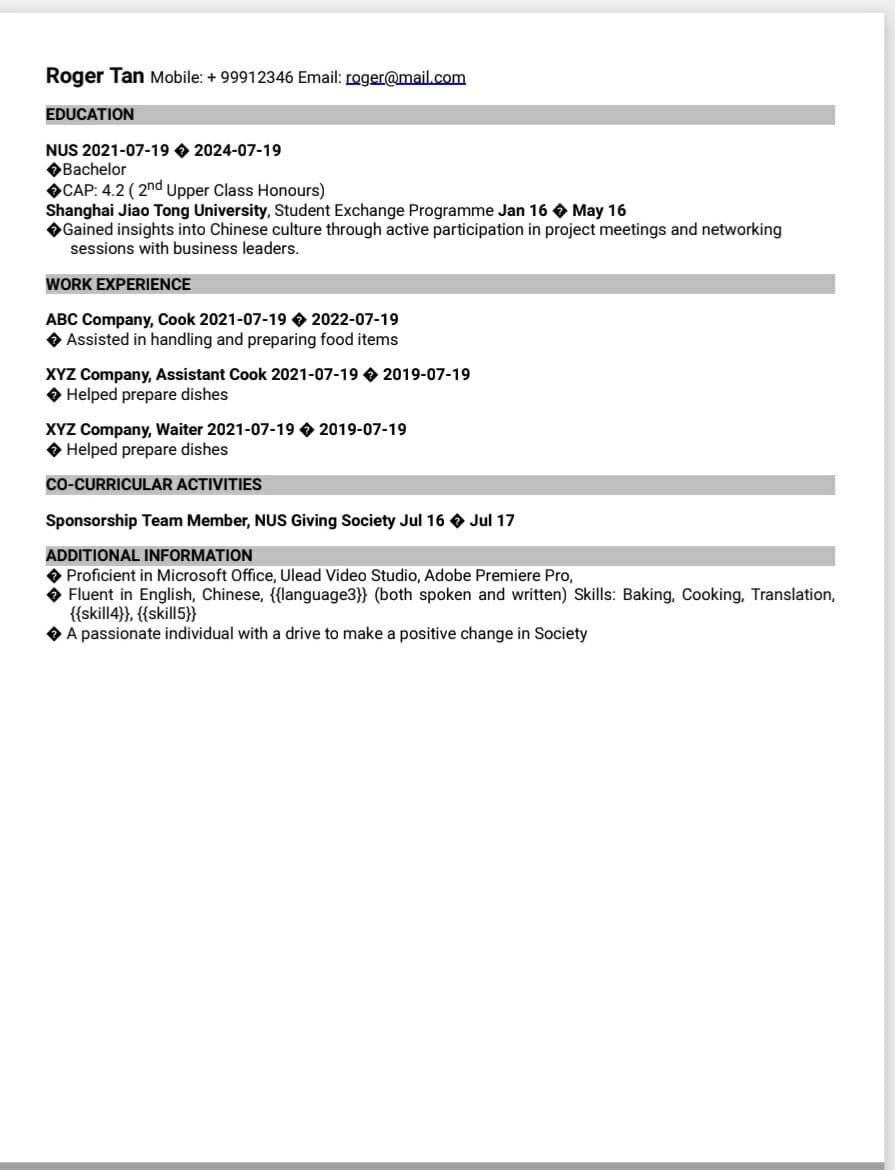 Roger Tan Mobile: + 99912346 Email: roger@mail.com
EDUCATION
NUS 2021-07-19 � 2024-07-19
�Bachelor
�CAP: 4.2 ( 2nd Upper Class Honours)
Shanghai Jiao Tong University, Student Exchange Programme Jan 16 � May 16
�Gained insights into Chinese culture through active participation in project meetings and networking
sessions with business leaders.
WORK EXPERIENCE
ABC Company, Cook 2021-07-19 � 2022-07-19
� Assisted in handling and preparing food items
XYZ Company, Assistant Cook 2021-07-19 � 2019-07-19
� Helped prepare dishes
XYZ Company, Waiter 2021-07-19 � 2019-07-19
� Helped prepare dishes
CO-CURRICULAR ACTIVITIES
Sponsorship Team Member, NUS Giving Society Jul 16 � Jul 17
ADDITIONAL INFORMATION
� Proficient in Microsoft Office, Ulead Video Studio, Adobe Premiere Pro,
� Fluent in English, Chinese, {{language3}} (both spoken and written) Skills: Baking, Cooking, Translation,
{{skill4}}, {{skill5}}
� A passionate individual with a drive to make a positive change in Society